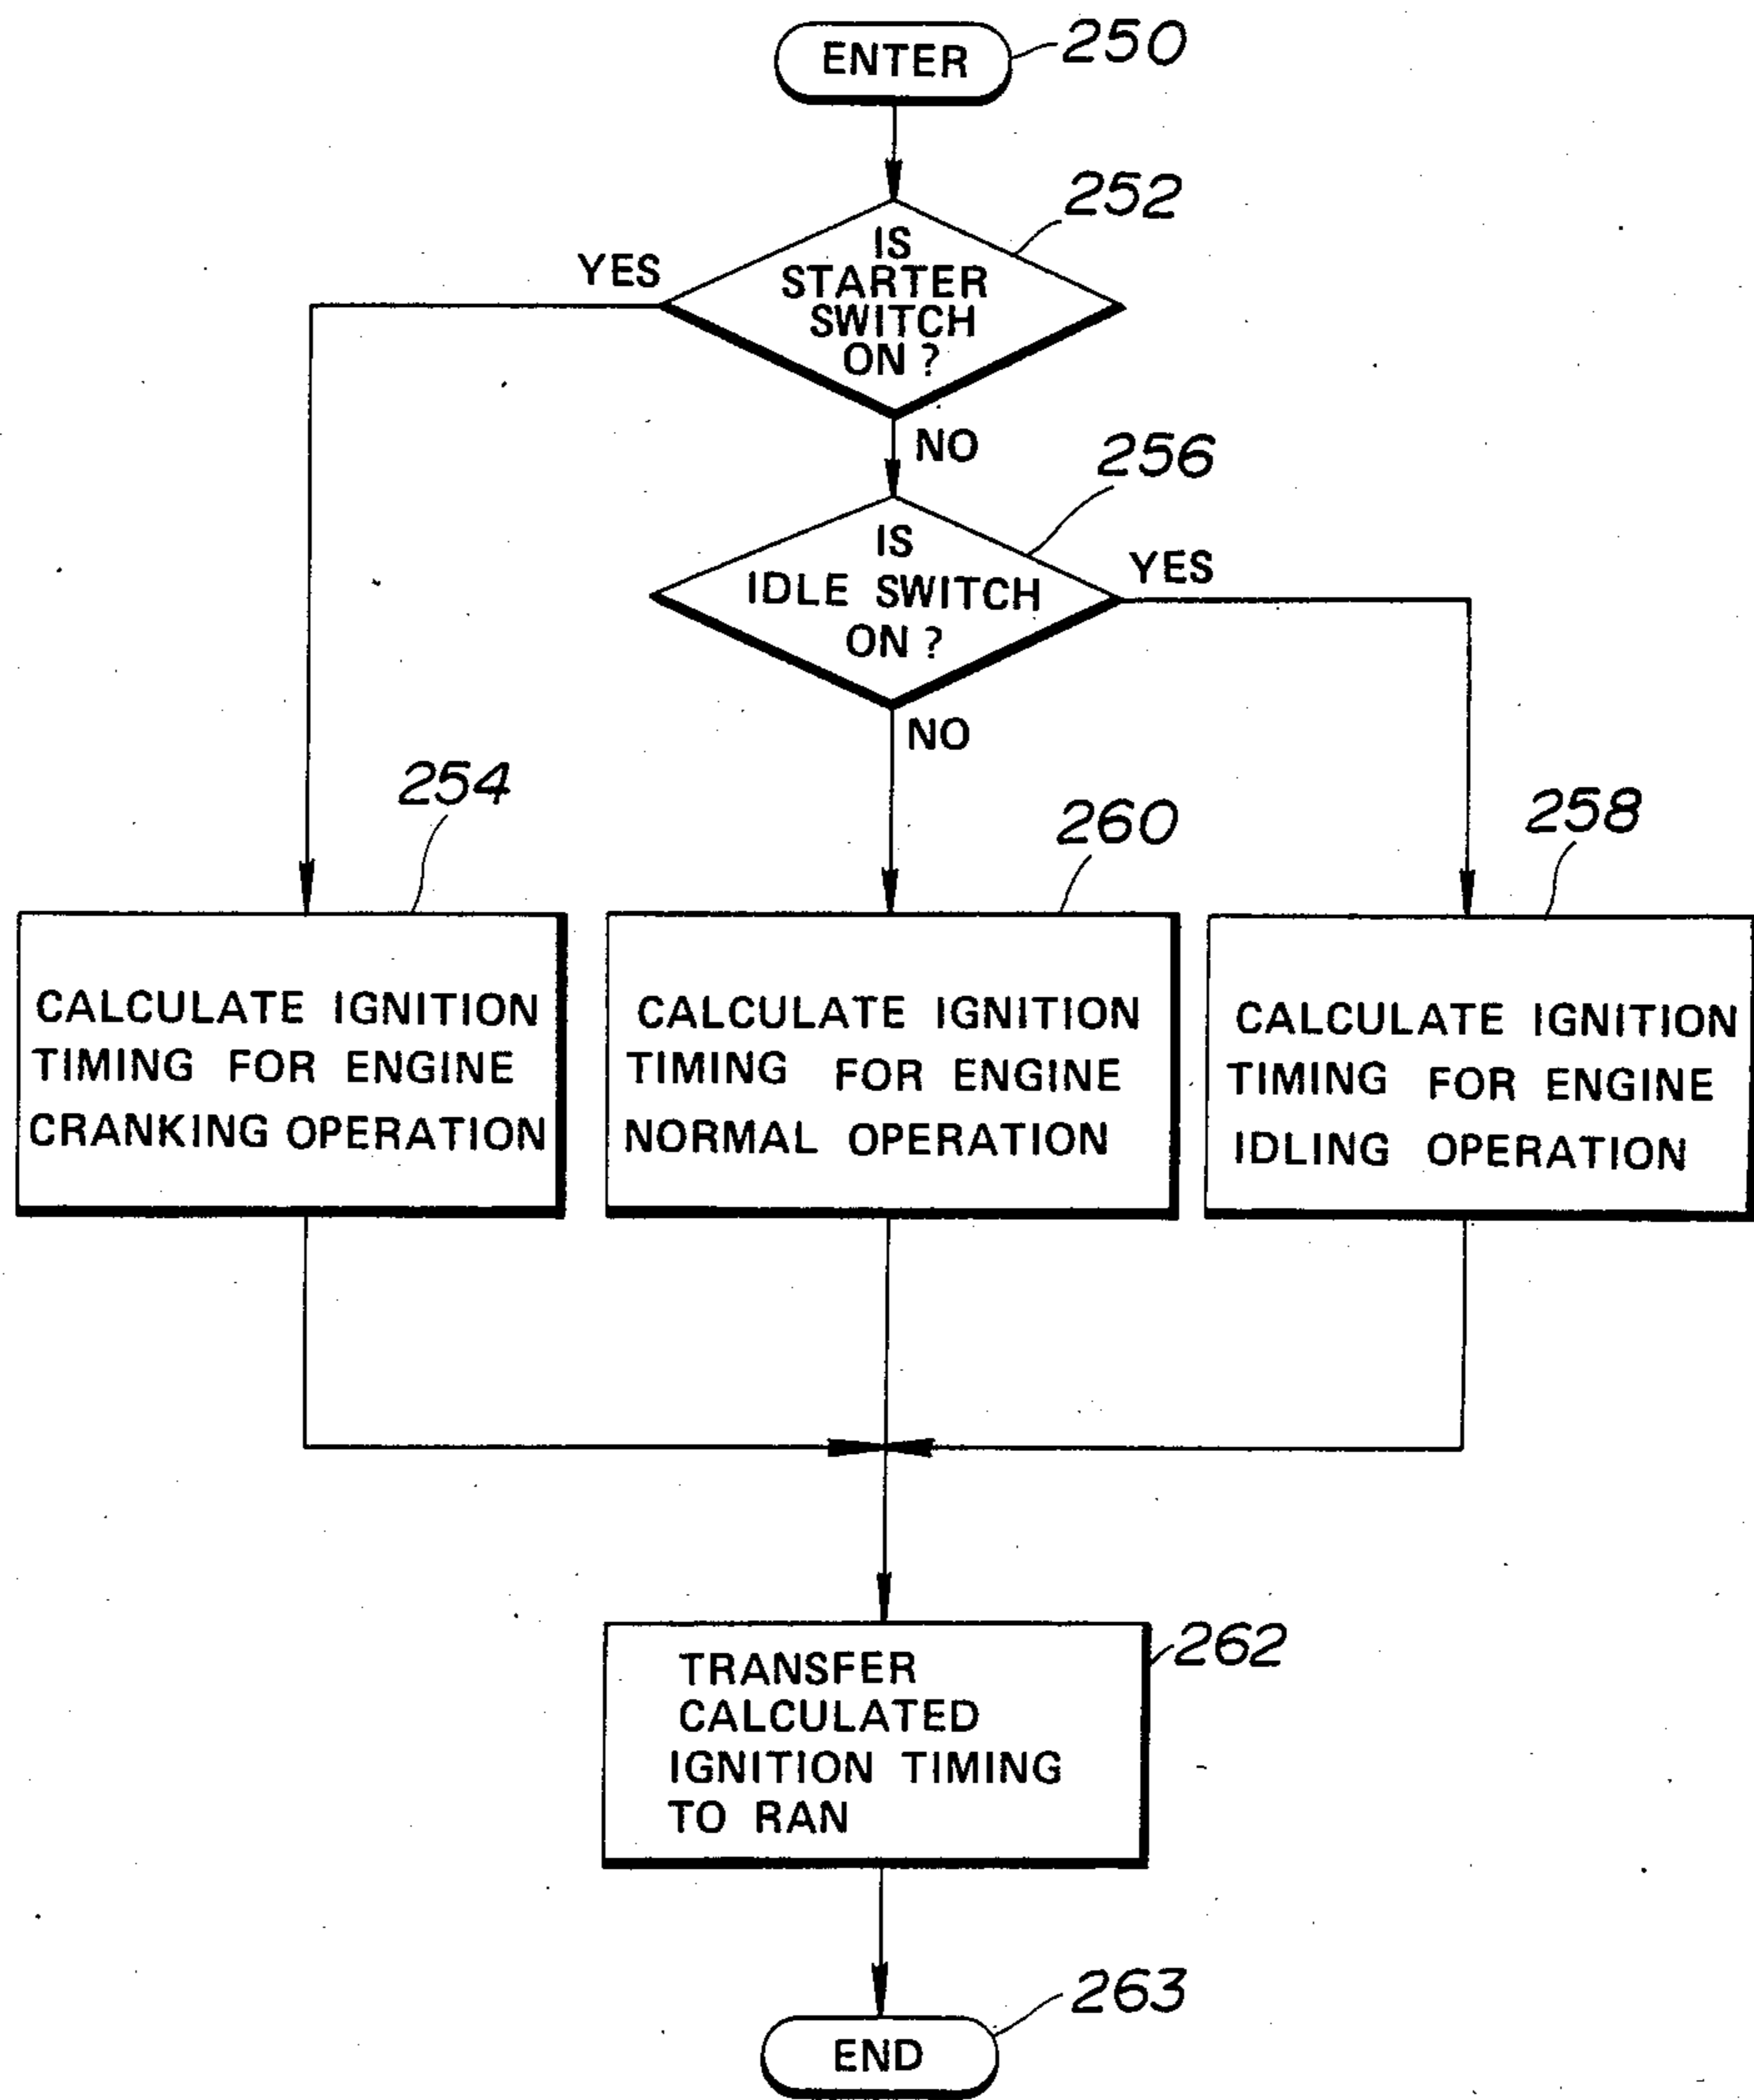 ENTER
250
252
IS
STARTER
SWITCH
ON ?
YES
NO
256
IS
IDLE SWITCH
ON ?
YES
NO
254
260
258
CALCULATE IGNITION
TIMING FOR ENGINE
CRANKING OPERATION
CALCULATE IGNITION
TIMING FOR ENGINE
NORMAL OPERATION
CALCULATE IGNITION
TIMING FOR ENGINE
IDLING OPERATION
262
TRANSFER
CALCULATED
IGNITION TIMING
TO RAN
263
END